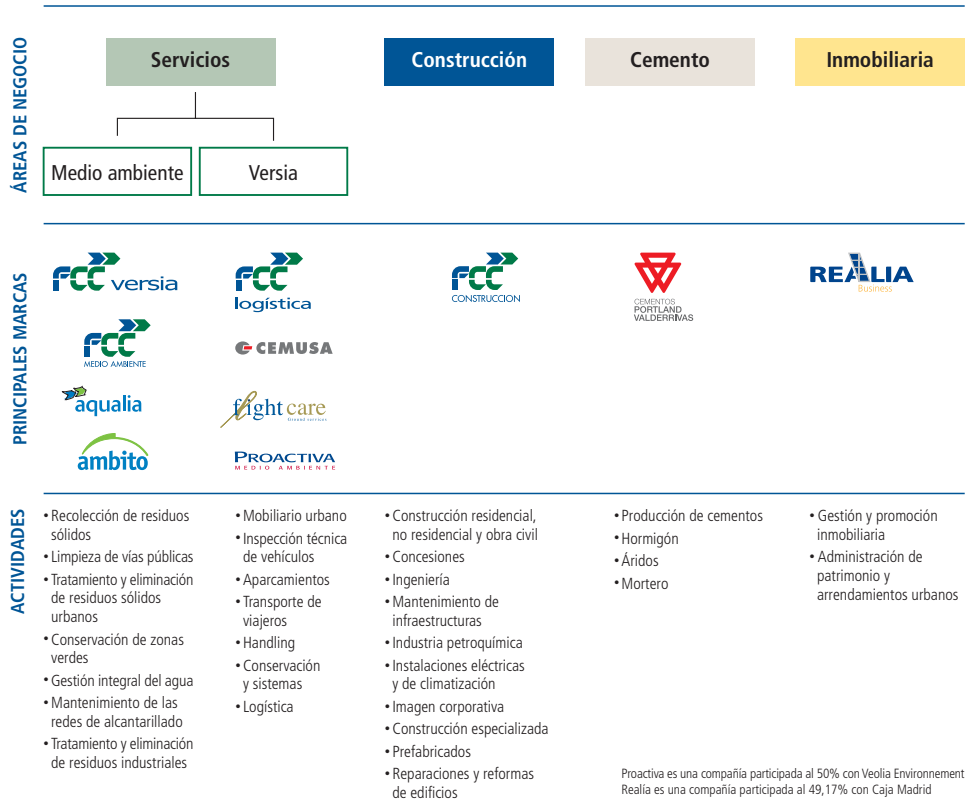 ÁREAS DE NEGOCIO
Servicios
Construcción
Cemento
Inmobiliaria
Medio ambiente
Versia
PRINCIPALES MARCAS
FCC versia
FCC
MEDIO AMBIENTE
aqualia
ambito
FCC
logística
CEMUSA
flightcare
Ground services
PROACTIVA
MEDIO AMBIENTE
FCC
CONSTRUCCION
CEMENTOS
PORTLAND
VALDERRIVAS
REALIA
Business
ACTIVIDADES
• Recolección de residuos
sólidos
• Limpieza de vías públicas
• Tratamiento y eliminación
de residuos sólidos
urbanos
• Conservación de zonas
verdes
• Gestión integral del agua
• Mantenimiento de las
redes de alcantarillado
• Tratamiento y eliminación
de residuos industriales
• Mobiliario urbano
• Inspección técnica
de vehículos
• Aparcamientos
• Transporte de
viajeros
• Handling
• Conservación
y sistemas
• Logística
• Construcción residencial,
no residencial y obra civil
• Concesiones
• Ingeniería
• Mantenimiento de
infraestructuras
• Industria petroquímica
• Instalaciones eléctricas
y de climatización
• Imagen corporativa
• Construcción especializada
• Prefabricados
• Reparaciones y reformas
de edificios
• Producción de cementos
• Hormigón
• Áridos
• Mortero
• Gestión y promoción
inmobiliaria
• Administración de
patrimonio y
arrendamientos urbanos
Proactiva es una compañía participada al 50% con Veolia Environnement
Realía es una compañía participada al 49,17% con Caja Madrid